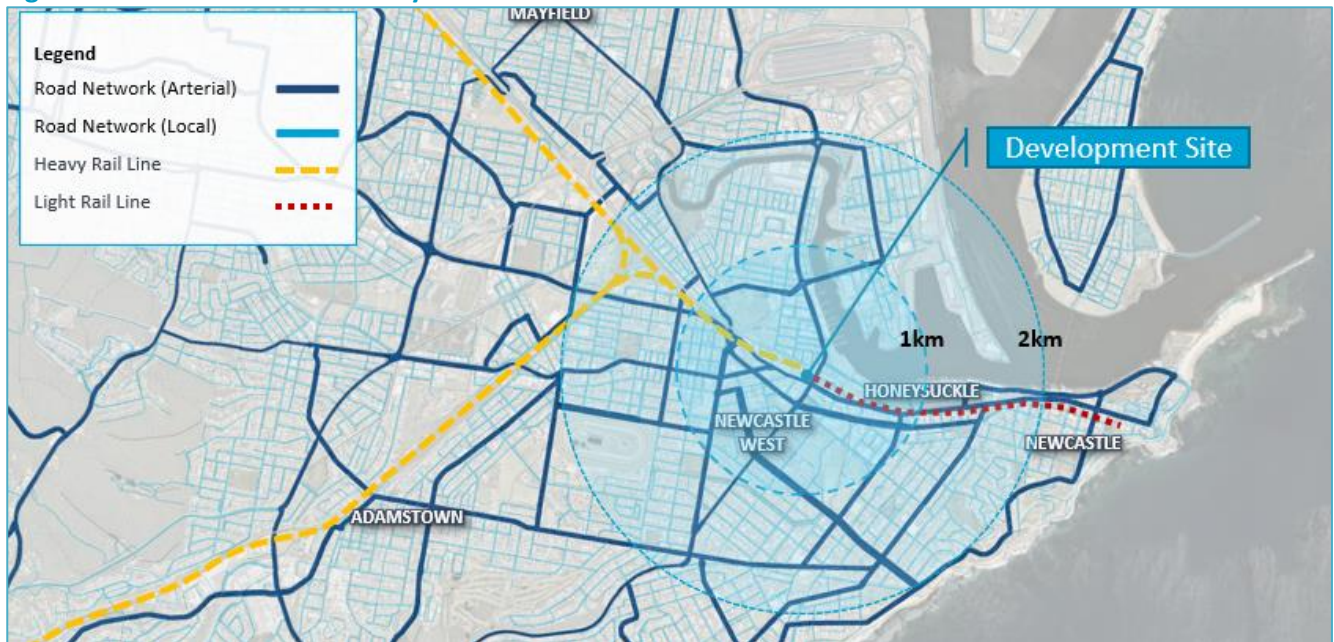 MAYFIELD
Legend
Road Network (Arterial)
Road Network (Local)
Heavy Rail Line
Light Rail Line
Development Site
1km
2km
HONEYSUCKLE
NEWCASTLE
WEST
NEWCASTLE
ADAMSTOWN